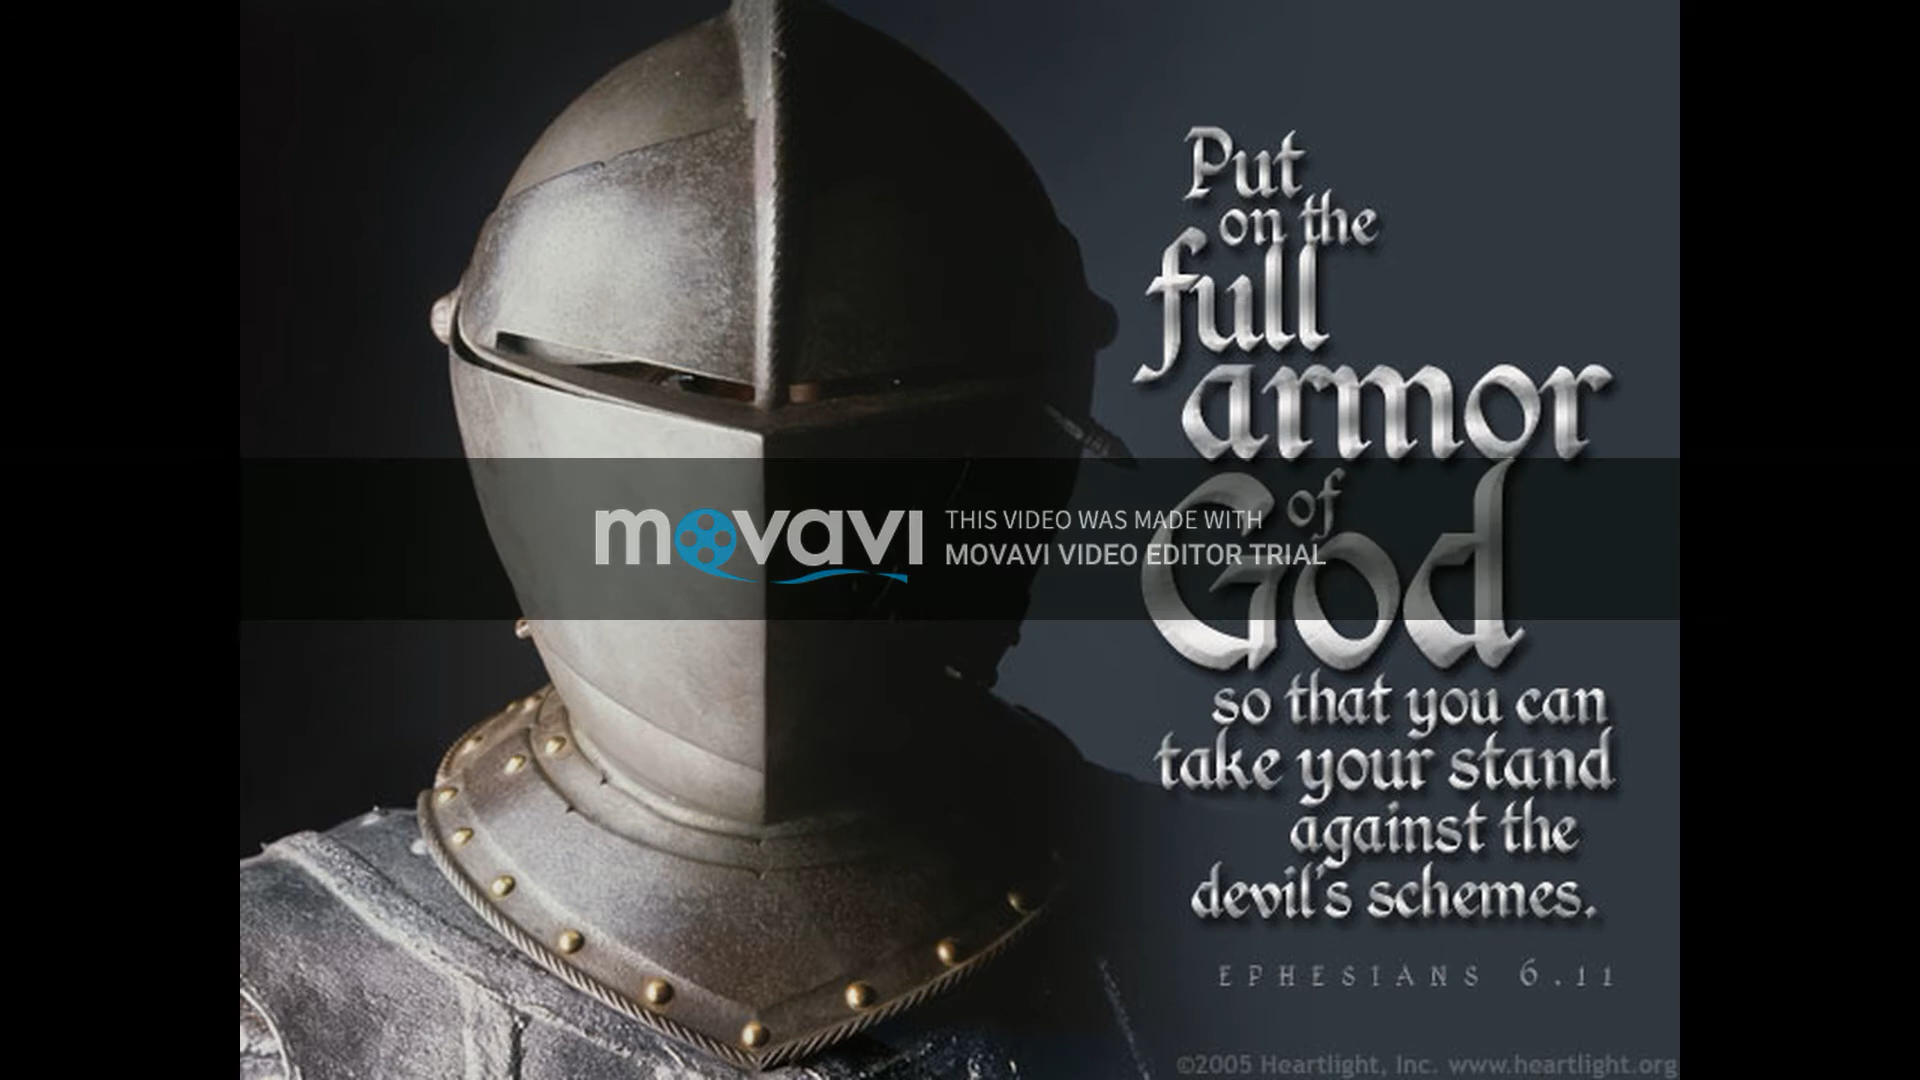 Put
on the
full
armor
of
God
so that you can
take your stand
against the
devil's schemes.
EPHESIANS 6.11
movavi
THIS VIDEO WAS MADE WITH
MOVAVI VIDEO EDITOR TRIAL
©2005 Heartlight, Inc. www.heartlight.org